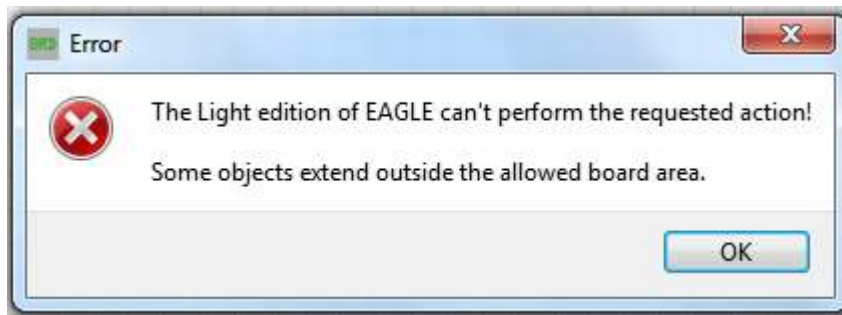 Error
The Light edition of EAGLE can't perform the requested action!
Some objects extend outside the allowed board area.
OK